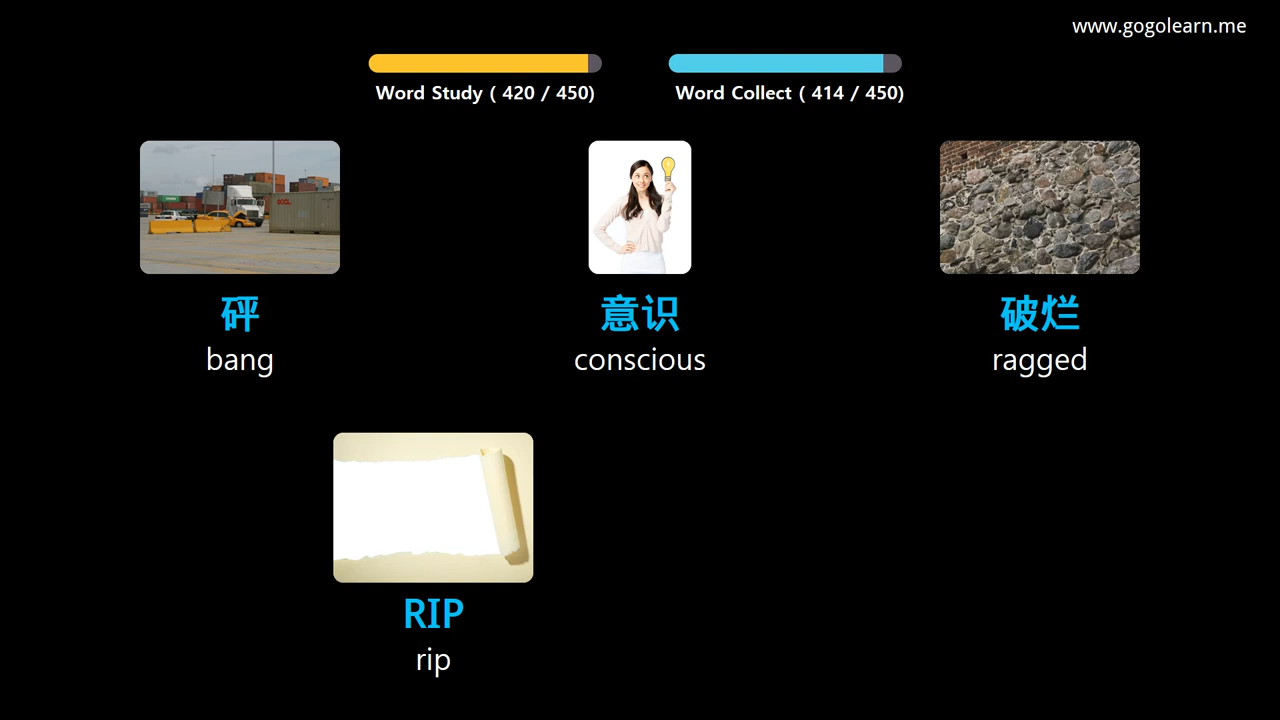 www.gogolearn.me
Word Study ( 420 / 450)
Word Collect ( 414 / 450)
砰
意识
破烂
bang
conscious
ragged
RIP
rip